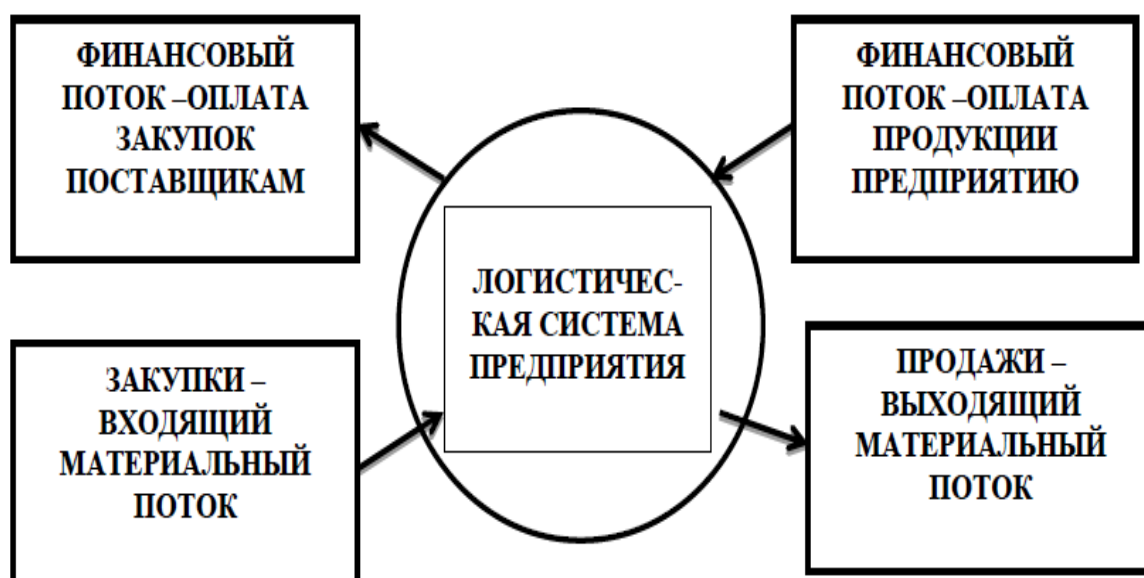 ФИНАНСОВЫЙ
ПОТОК –ОПЛАТА
ЗАКУПОК
ПОСТАВЩИКАМ
ФИНАНСОВЫЙ
ПОТОК –ОПЛАТА
ПРОДУКЦИИ
ПРЕДПРИЯТИЮ
ЛОГИСТИЧЕС-
КАЯ СИСТЕМА
ПРЕДПРИЯТИЯ
ЗАКУПКИ –
ВХОДЯЩИЙ
МАТЕРИАЛЬНЫЙ
ПОТОК
ПРОДАЖИ –
ВЫХОДЯЩИЙ
МАТЕРИАЛЬНЫЙ
ПОТОК